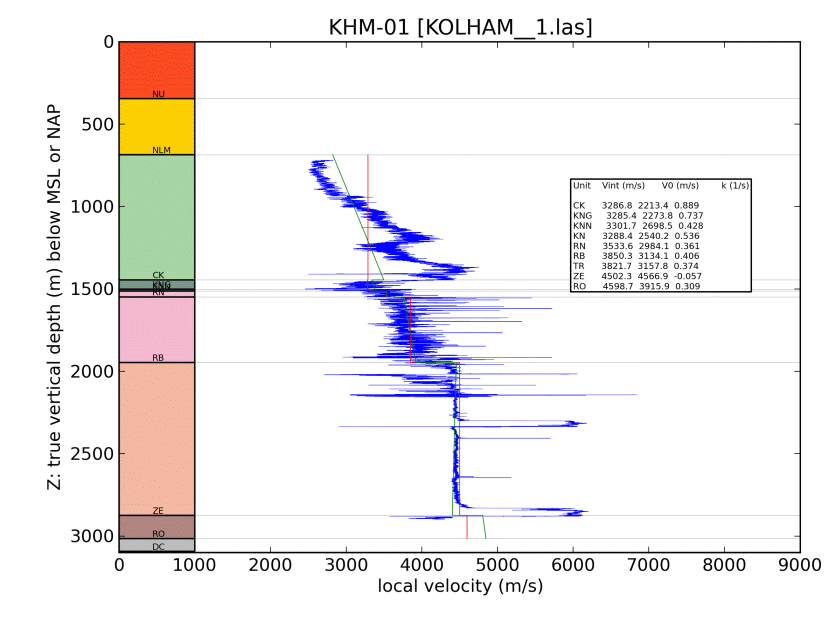 KHM-01 [KOLHAM__1.las]
Z: true vertical depth (m) below MSL or NAP
0
500
1000
1500
2000
2500
3000
NU
NLM
CK
KNG
RN
RB
ZE
RO
DC
Unit Vint (m/s) V0 (m/s) k (1/s)
CK 3286.8 2213.4 0.889
KNG 3285.4 2273.8 0.737
KNN 3301.7 2698.5 0.428
KN 3288.4 2540.2 0.536
RN 3533.6 2984.1 0.361
RB 3850.3 3134.1 0.406
TR 3821.7 3157.8 0.374
ZE 4502.3 4566.9 -0.057
RO 4598.7 3915.9 0.309
0 1000 2000 3000 4000 5000 6000 7000 8000 9000
local velocity (m/s)